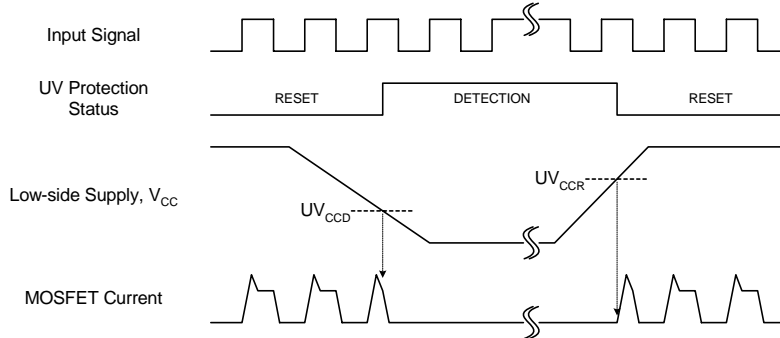 Input Signal
UV Protection
Status
RESET
DETECTION
RESET
Low-side Supply, VCC
UVCCD
UVCCR
MOSFET Current